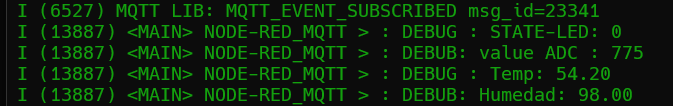 I (6527) MQTT LIB: MQTT_EVENT_SUBSCRIBED msg_id=23341
I (13887) <MAIN> NODE-RED_MQTT > : DEBUG : STATE-LED: 0
I (13887) <MAIN> NODE-RED_MQTT > : DEBUB: value ADC : 775
I (13887) <MAIN> NODE-RED_MQTT > : DEBUG : Temp: 54.20
I (13887) <MAIN> NODE-RED_MQTT > : DEBUB: Humedad: 98.00